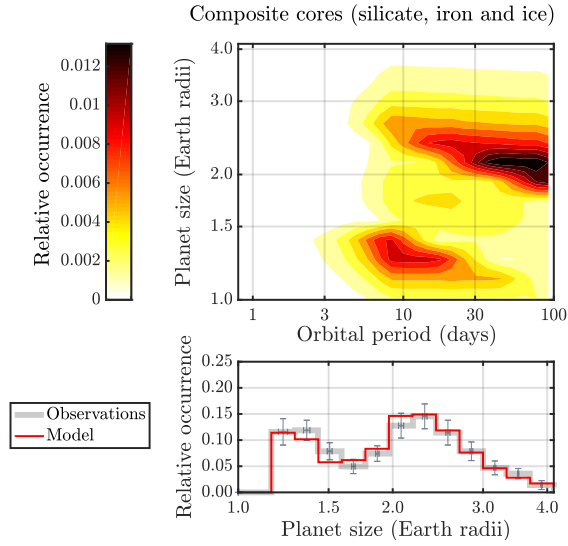 Composite cores (silicate, iron and ice)
Relative occurrence
0.012
0.01
0.008
0.006
0.004
0.002
0
Planet size (Earth radii)
4.0
3.0
2.0
1.5
1.0
1 3 10 30 100
Orbital period (days)
Observations
Model
Relative occurrence
0.25
0.20
0.15
0.10
0.05
0.00
1.0 1.5 2.0 3.0 4.0
Planet size (Earth radii)